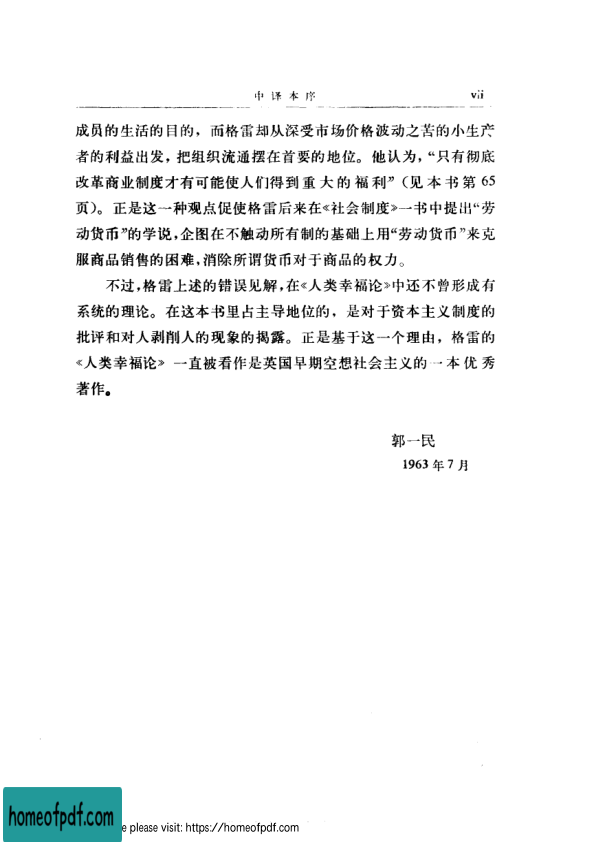 中译本序 vii
成员的生活的目的，而格雷却从深受市场价格波动之苦的小生产
者的利益出发，把组织流通摆在首要的地位。他认为，“只有彻底
改革商业制度才有可能使人们得到重大的福利”（见本书第65
页）。正是这一种观点促使格雷后来在《社会制度》一书中提出“劳
动货币”的学说，企图在不触动所有制的基础上用“劳动货币”来克
服商品销售的困难，消除所谓货币对于商品的权力。
不过，格雷上述的错误见解，在《人类幸福论》中还不曾形成有
系统的理论。在这本书里占主导地位的，是对于资本主义制度的
批评和对人剥削人的现象的揭露。正是基于这一个理由，格雷的
《人类幸福论》一直被看作是英国早期空想社会主义的一本优秀
著作。
郭一民
1963年7月
homeofpdf.com
e please visit: https://homeofpdf.com